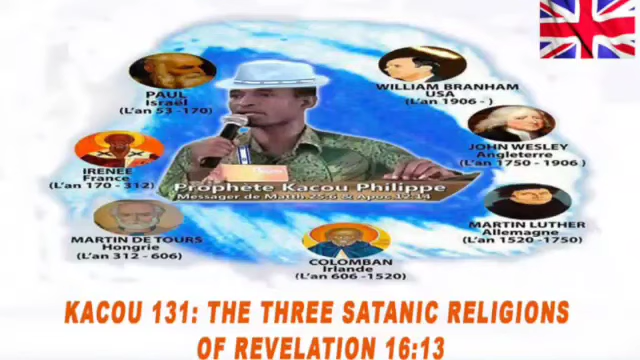 PAUL
Israël
(L'an 53 -170)
WILLIAM BRANHAM
USA
(L'an 1906 - )
JOHN WESLEY
Angleterre
(L'an 1750 - 1906 )
IRENEE
France
(L'an 170 - 312)
Prophète Kacou Philippe
Messager de Matth.25:6 & Apoc.12:14
MARTIN DE TOURS
Hongrie
(L'an 312 - 606)
MARTIN LUTHER
Allemagne
(L'an 1520 -1750)
COLOMBAN
Irlande
(L'an 606 -1520)
KACOU 131: THE THREE SATANIC RELIGIONS
OF REVELATION 16:13